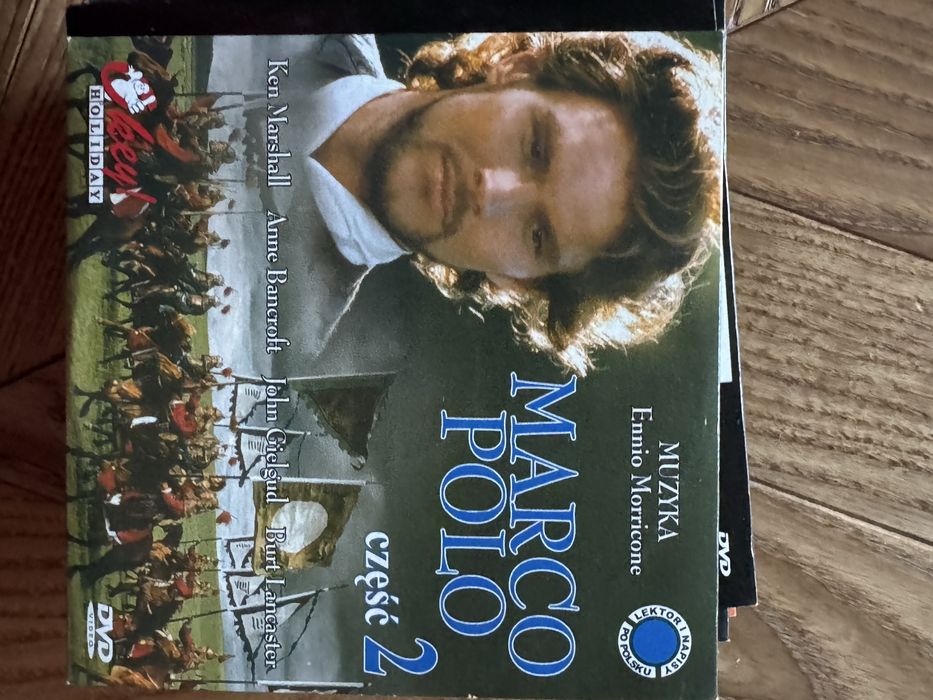 MUZYKA
Ennio Morricone
LEKTOR I NAPISY
PO POLSKU
MARCO
POLO
część 2
Ken Marshall Anne Bancroft John Gielgud Burt Lancaster
Okey!
HOLIDAY
DVD
VIDEO
DVD